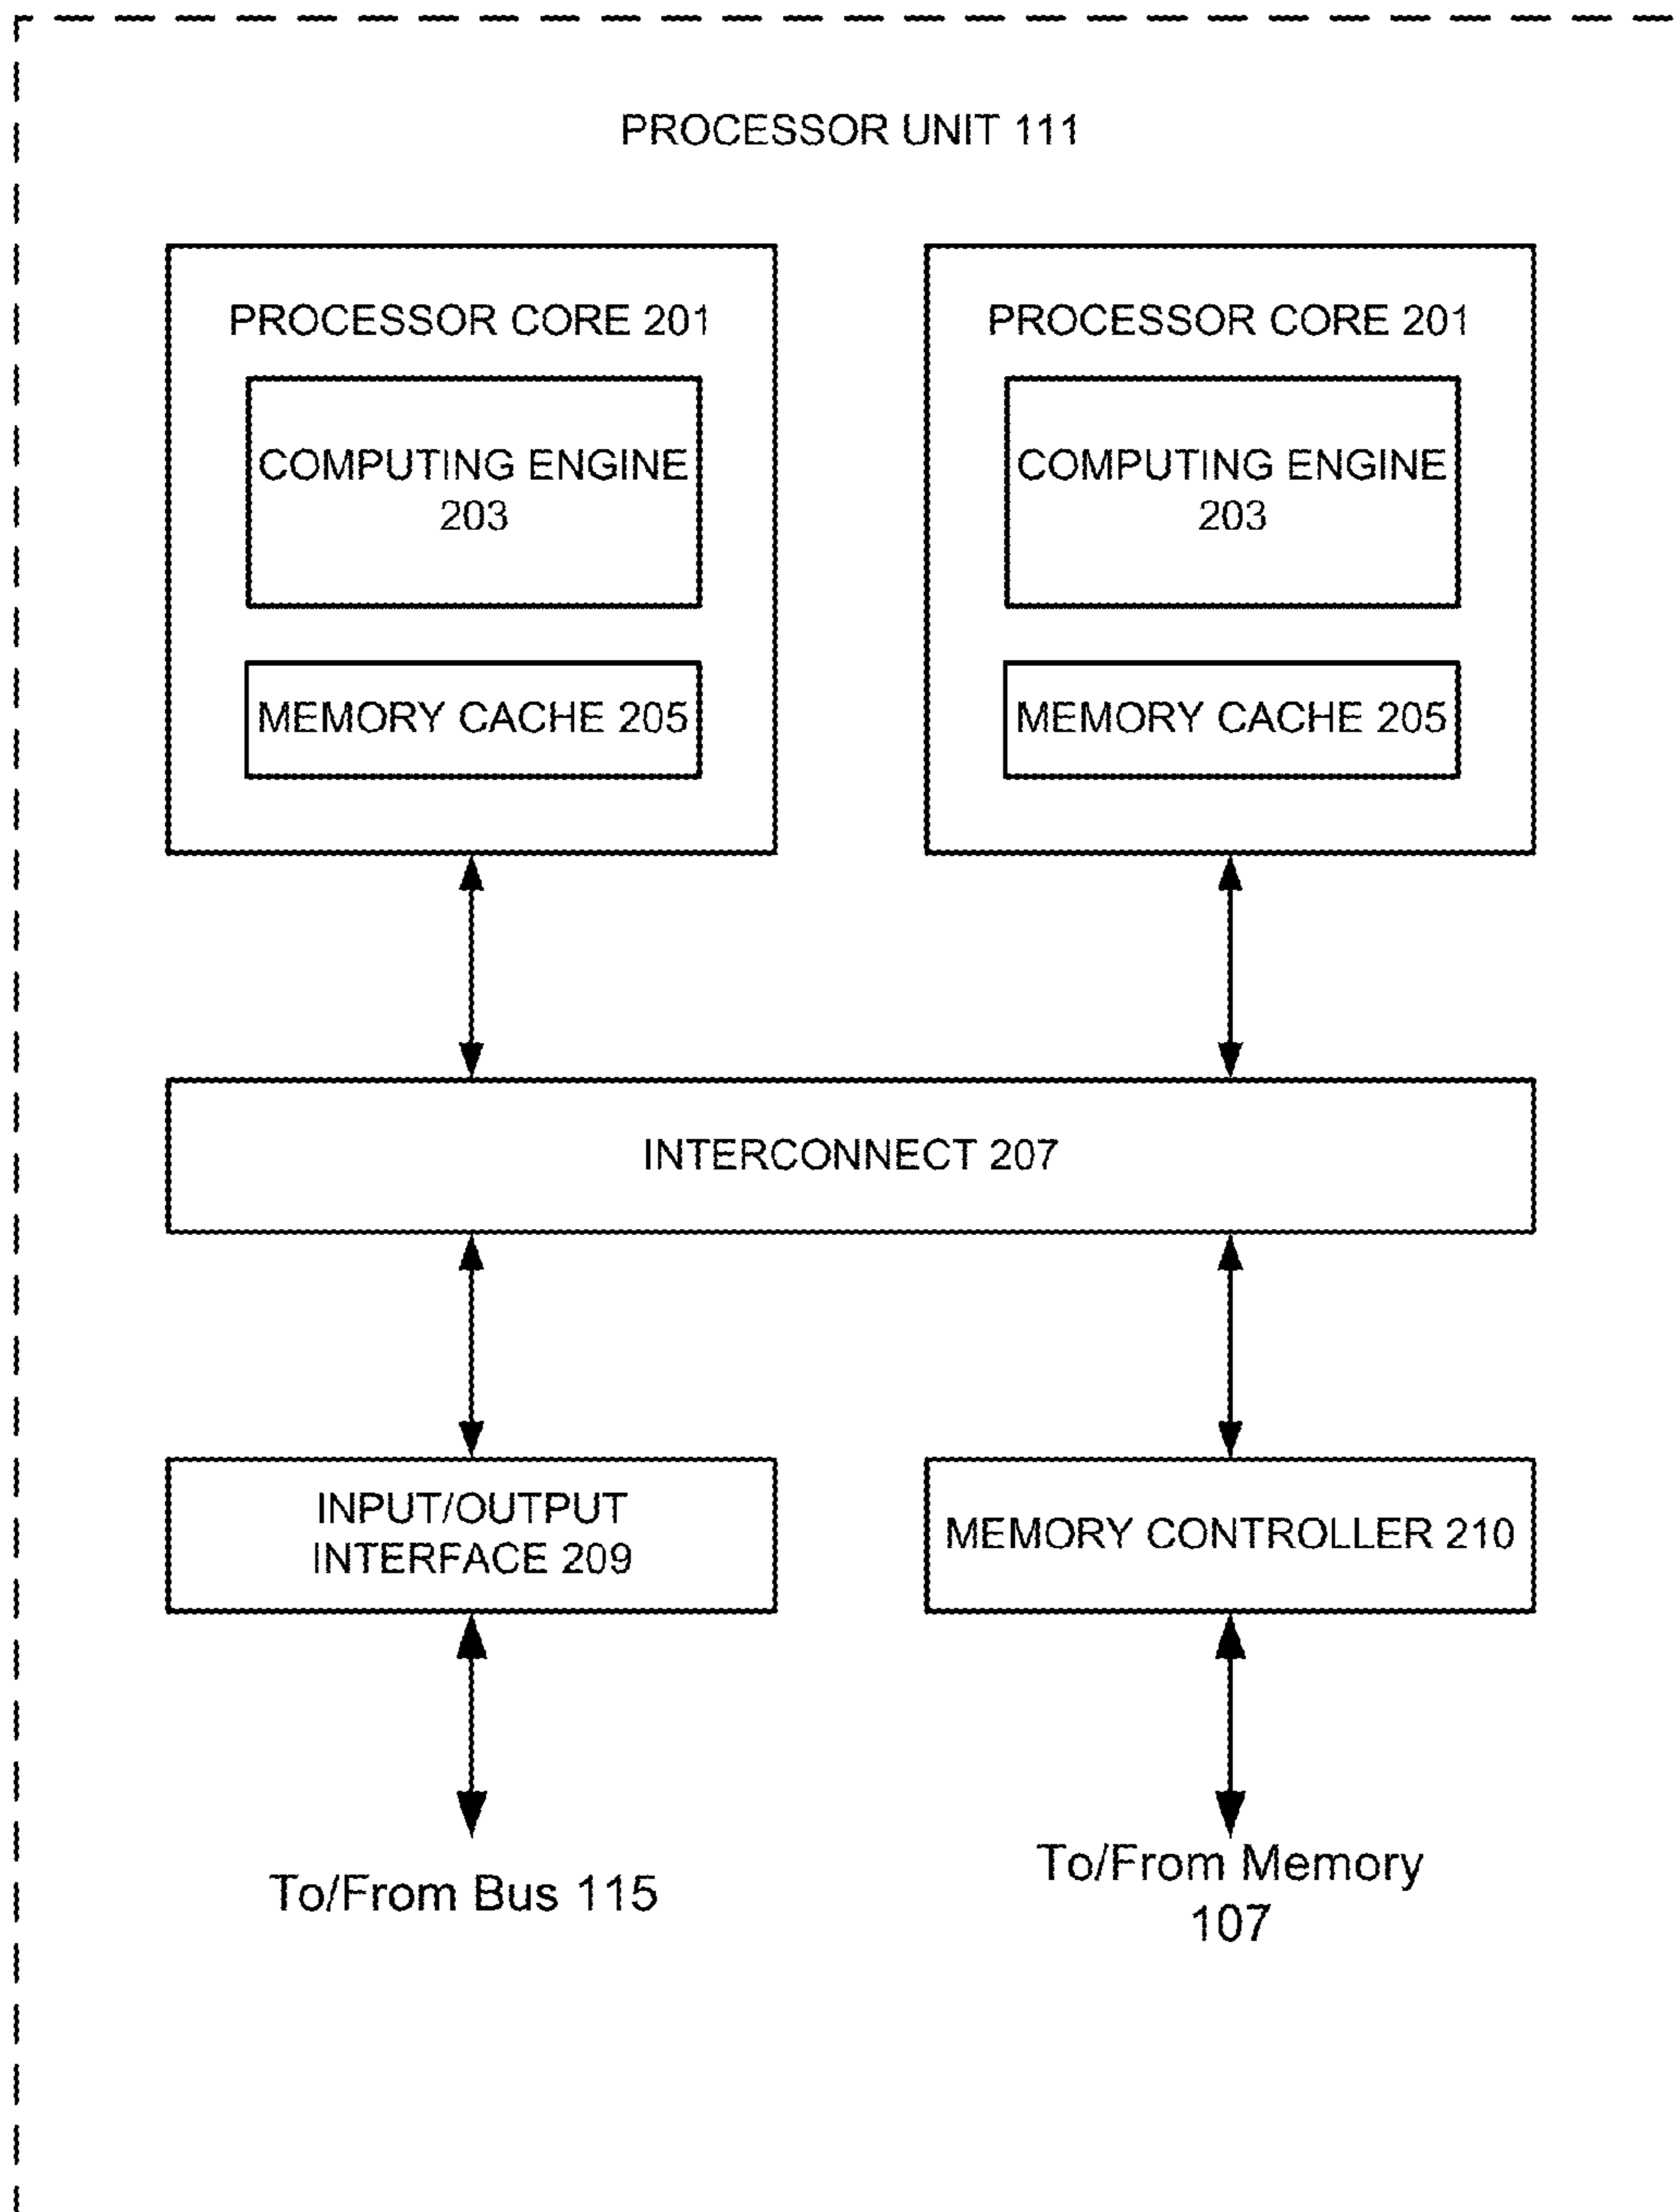 PROCESSOR UNIT 111
PROCESSOR CORE 201
COMPUTING ENGINE
203
MEMORY CACHE 205
PROCESSOR CORE 201
COMPUTING ENGINE
203
MEMORY CACHE 205
INTERCONNECT 207
INPUT/OUTPUT
INTERFACE 209
MEMORY CONTROLLER 210
To/From Bus 115
To/From Memory
107